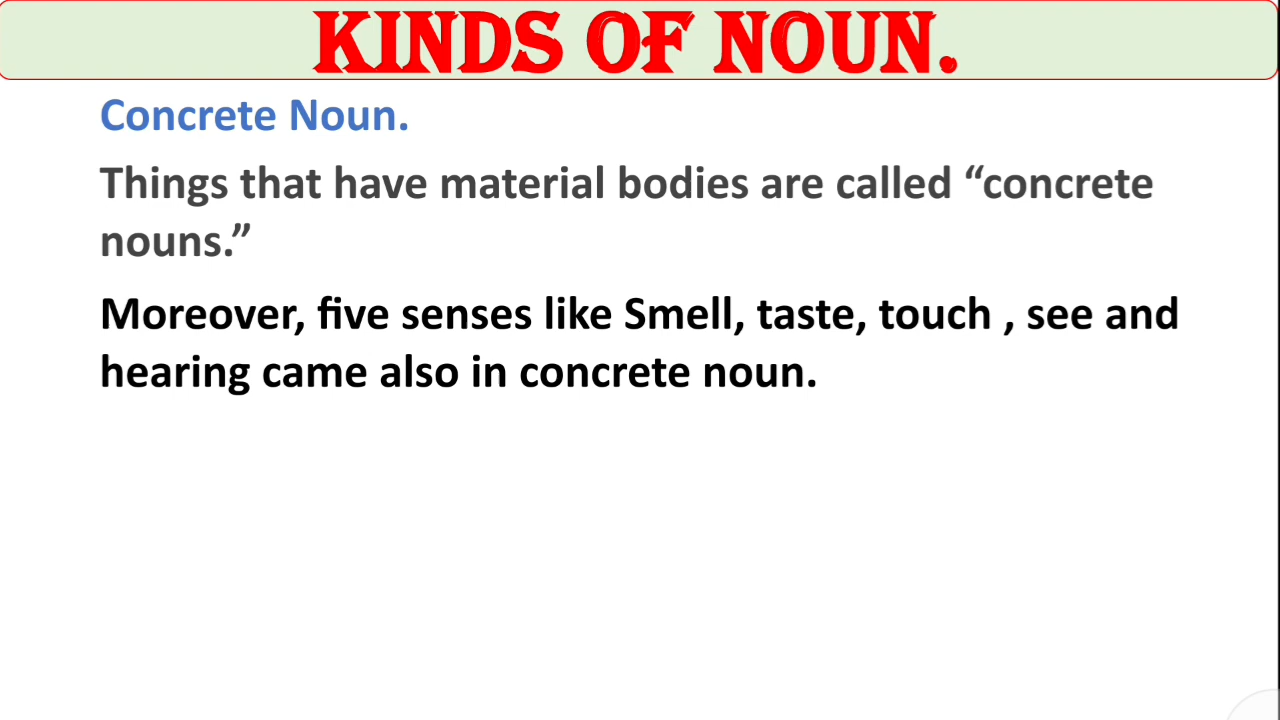 KINDS OF NOUN.
Concrete Noun.
Things that have material bodies are called “concrete
nouns.”
Moreover, five senses like Smell, taste, touch , see and
hearing came also in concrete noun.